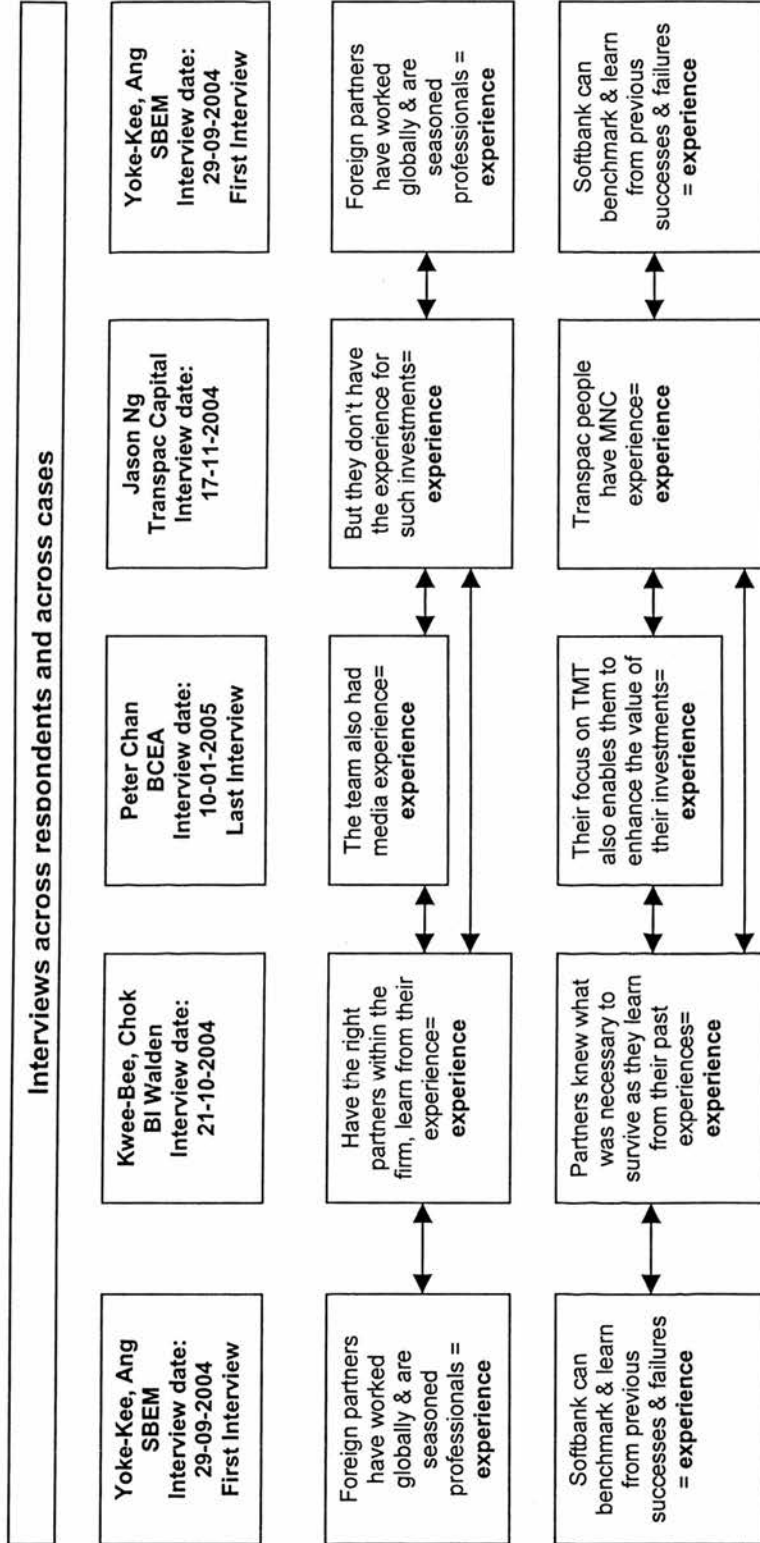 Interviews across respondents and across cases
Yoke-Kee, Ang
SBEM
Interview date:
29-09-2004
First Interview
Kwee-Bee, Chok
BI Walden
Interview date:
21-10-2004
Peter Chan
BCEA
Interview date:
10-01-2005
Last Interview
Jason Ng
Transpac Capital
Interview date:
17-11-2004
Yoke-Kee, Ang
SBEM
Interview date:
29-09-2004
First Interview
Foreign partners
have worked
globally & are
seasoned
professionals =
experience
Have the right
partners within the
firm, learn from their
experience=
experience
The team also had
media experience=
experience
But they don't have
the experience for
such investments=
experience
Foreign partners
have worked
globally & are
seasoned
professionals =
experience
Softbank can
benchmark & learn
from previous
successes & failures
= experience
Partners knew what
was necessary to
survive as they learn
from their past
experiences=
experience
Their focus on TMT
also enables them to
enhance the value of
their investments=
experience
Transpac people
have MNC
experience=
experience
Softbank can
benchmark & learn
from previous
successes & failures
= experience